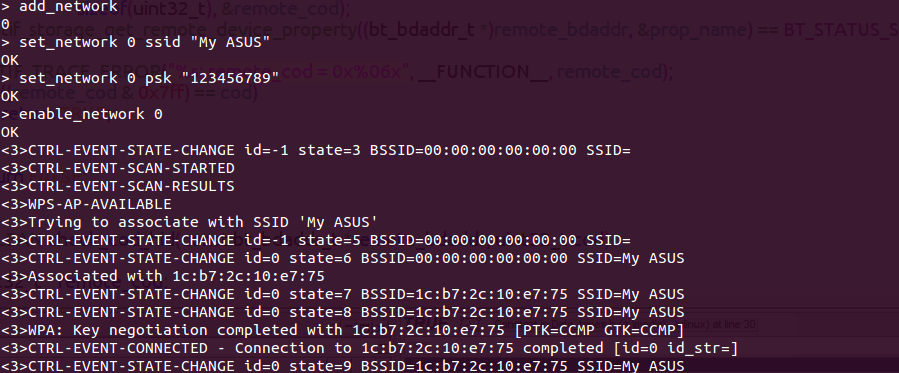 > add_network
0
> set_network 0 ssid "My ASUS"
OK
> set_network 0 psk "123456789"
OK
> enable_network 0
OK
<3>CTRL-EVENT-STATE-CHANGE id=-1 state=3 BSSID=00:00:00:00:00:00 SSID=
<3>CTRL-EVENT-SCAN-STARTED
<3>CTRL-EVENT-SCAN-RESULTS
<3>WPS-AP-AVAILABLE
<3>Trying to associate with SSID 'My ASUS'
<3>CTRL-EVENT-STATE-CHANGE id=-1 state=5 BSSID=00:00:00:00:00:00 SSID=
<3>CTRL-EVENT-STATE-CHANGE id=0 state=6 BSSID=00:00:00:00:00:00 SSID=My ASUS
<3>Associated with 1c:b7:2c:10:e7:75
<3>CTRL-EVENT-STATE-CHANGE id=0 state=7 BSSID=1c:b7:2c:10:e7:75 SSID=My ASUS
<3>CTRL-EVENT-STATE-CHANGE id=0 state=8 BSSID=1c:b7:2c:10:e7:75 SSID=My ASUS
<3>WPA: Key negotiation completed with 1c:b7:2c:10:e7:75 [PTK=CCMP GTK=CCMP]
<3>CTRL-EVENT-CONNECTED - Connection to 1c:b7:2c:10:e7:75 completed [id=0 id_str=]
<3>CTRL-EVENT-STATE-CHANGE id=0 state=9 BSSID=1c:b7:2c:10:e7:75 SSID=My ASUS